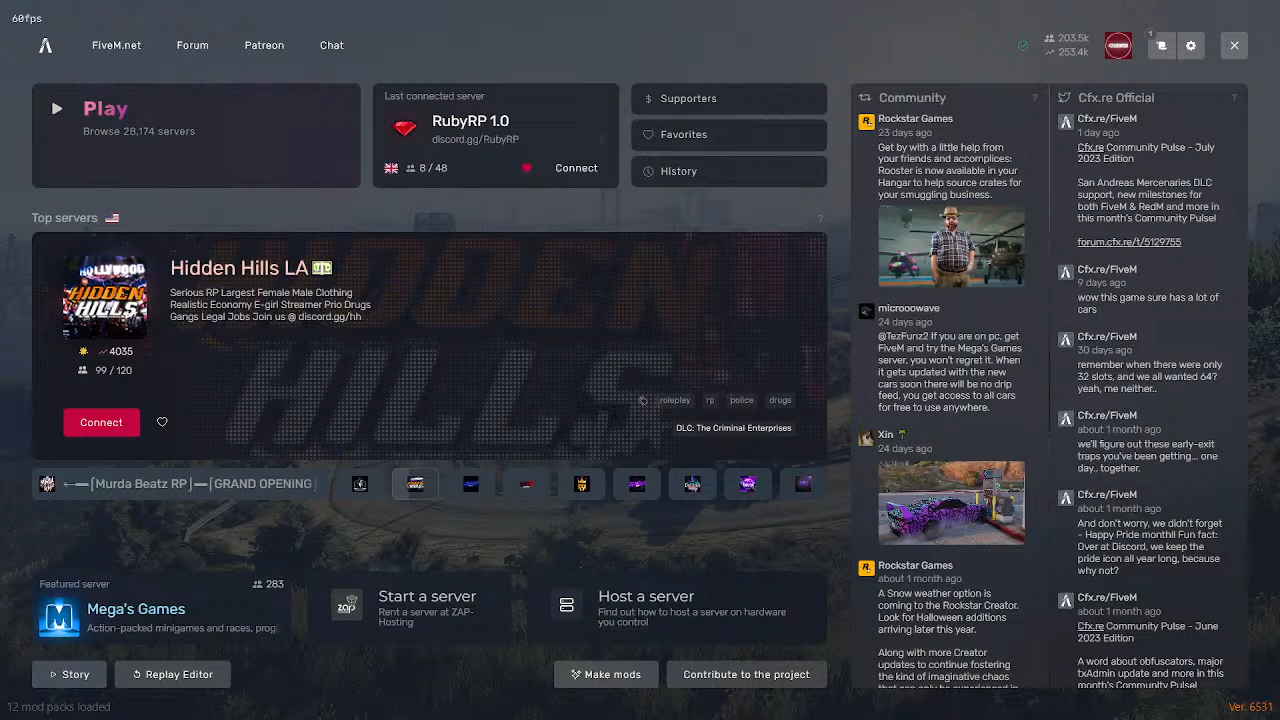 60fps
FiveM.net
Forum
Patreon
Chat
203.5k
253.4k
1
Play
Browse 28,174 servers
Last connected server
RubyRP 1.0
discord.gg/RubyRP
8 / 48
Connect
Supporters
Favorites
History
Top servers
?
HOLLYWOOD
HIDDEN
HILLS
Hidden Hills LA
Serious RP Largest Female Male Clothing
Realistic Economy E-girl Streamer Prio Drugs
Gangs Legal Jobs Join us @ discord.gg/hh
HIDDEN
HILLS
4035
99 / 120
Connect
roleplay
rp
police
drugs
DLC: The Criminal Enterprises
⟵—[Murda Beatz RP]—[GRAND OPENING]
Featured server
283
Mega's Games
Action-packed minigames and races, prog
ZAP
Start a server
Rent a server at ZAP-
Hosting
Host a server
Find out how to host a server on hardware
you control
Story
Replay Editor
Make mods
Contribute to the project
12 mod packs loaded
Ver. 6531
Community
?
Rockstar Games
23 days ago
Get by with a little help from
your friends and accomplices:
Rooster is now available in your
Hangar to help source crates for
your smuggling business.
microoowave
24 days ago
@TezFunz2 If you are on pc, get
FiveM and try the Mega's Games
server, you won't regret it. When
it gets updated with the new
cars soon there will be no drip
feed, you get access to all cars
for free to use anywhere.
Xin 🌴
24 days ago
Rockstar Games
about 1 month ago
A Snow weather option is
coming to the Rockstar Creator.
Look for Halloween additions
arriving later this year.
Along with more Creator
updates to continue fostering
the kind of imaginative chaos
that can only be experienced in
Cfx.re Official
?
Cfx.re/FiveM
1 day ago
Cfx.re Community Pulse - July
2023 Edition
San Andreas Mercenaries DLC
support, new milestones for
both FiveM & RedM and more in
this month's Community Pulse!
forum.cfx.re/t/5129755
Cfx.re/FiveM
9 days ago
wow this game sure has a lot of
cars
Cfx.re/FiveM
30 days ago
remember when there were only
32 slots, and we all wanted 64?
yeah, me neither..
Cfx.re/FiveM
about 1 month ago
we'll figure out these early-exit
traps you've been getting... one
day.. together.
Cfx.re/FiveM
about 1 month ago
And don't worry, we didn't forget
- Happy Pride month!! Fun fact:
Over at Discord, we keep the
pride icon all year long, because
why not?
Cfx.re/FiveM
about 1 month ago
Cfx.re Community Pulse - June
2023 Edition
A word about obfuscators, major
txAdmin update and more in this
month's Community Pulse!